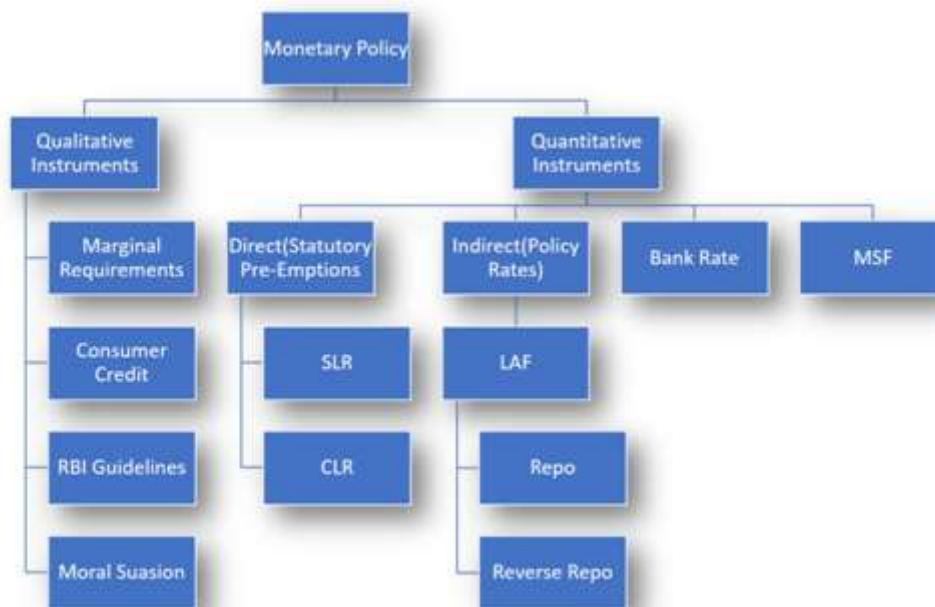 Monetary Policy
Qualitative
Instruments
Quantitative
Instruments
Marginal
Requirements
Direct(Statutory
Pre-Emptions
Indirect(Policy
Rates)
Bank Rate
MSF
Consumer
Credit
SLR
LAF
RBI Guidelines
CLR
Repo
Moral Suasion
Reverse Repo